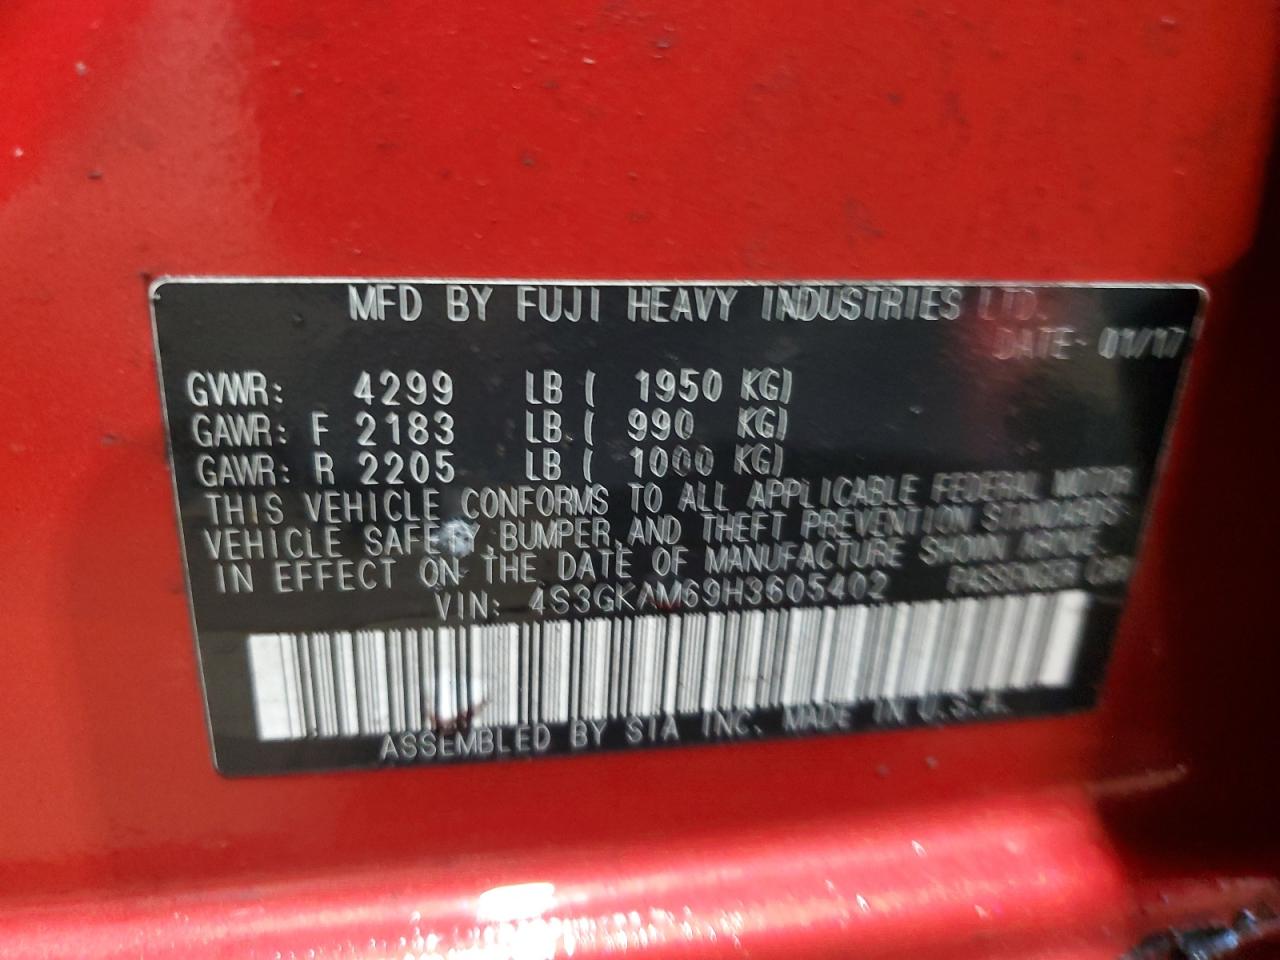 MFD BY FUJI HEAVY INDUSTRIES LTD.
DATE: 01/17
GVWR: 4299 LB ( 1950 KG)
GAWR: F 2183 LB ( 990 KG)
GAWR: R 2205 LB ( 1000 KG)
THIS VEHICLE CONFORMS TO ALL APPLICABLE FEDERAL MOTOR
VEHICLE SAFETY, BUMPER, AND THEFT PREVENTION STANDARDS
IN EFFECT ON THE DATE OF MANUFACTURE SHOWN ABOVE.
VIN: 4S3GKAM69H3605402 PASSENGER CAR
ASSEMBLED BY SIA INC. MADE IN U.S.A.